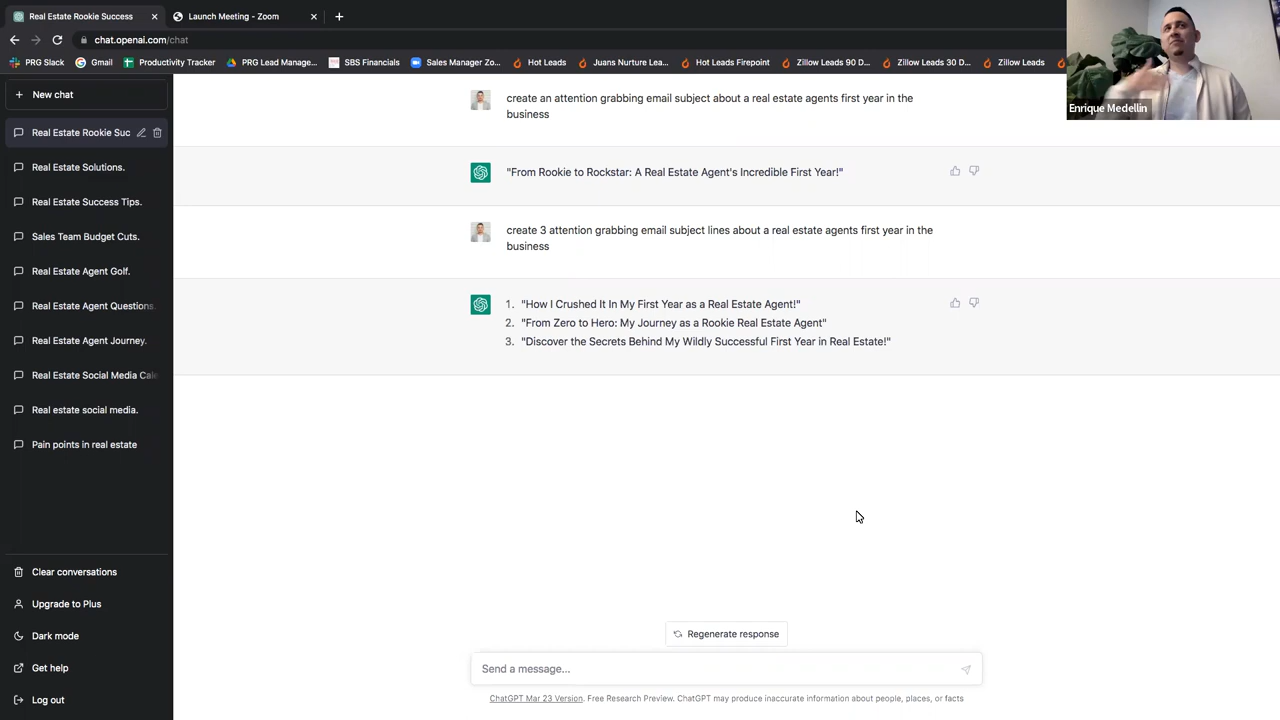 Real Estate Rookie Success
Launch Meeting - Zoom
chat.openai.com/chat
PRG Slack
Gmail
Productivity Tracker
PRG Lead Manage...
SBS Financials
Sales Manager Zo...
Hot Leads
Juans Nurture Lea...
Hot Leads Firepoint
Zillow Leads 90 D...
Zillow Leads 30 D...
Zillow Leads
Enrique Medellin
New chat
Real Estate Rookie Suc
Real Estate Solutions.
Real Estate Success Tips.
Sales Team Budget Cuts.
Real Estate Agent Golf.
Real Estate Agent Questions.
Real Estate Agent Journey.
Real Estate Social Media Cale
Real estate social media.
Pain points in real estate
Clear conversations
Upgrade to Plus
Dark mode
Get help
Log out
create an attention grabbing email subject about a real estate agents first year in the
business
"From Rookie to Rockstar: A Real Estate Agent's Incredible First Year!"
create 3 attention grabbing email subject lines about a real estate agents first year in the
business
1. "How I Crushed It In My First Year as a Real Estate Agent!"
2. "From Zero to Hero: My Journey as a Rookie Real Estate Agent"
3. "Discover the Secrets Behind My Wildly Successful First Year in Real Estate!"
Regenerate response
Send a message...
ChatGPT Mar 23 Version. Free Research Preview. ChatGPT may produce inaccurate information about people, places, or facts